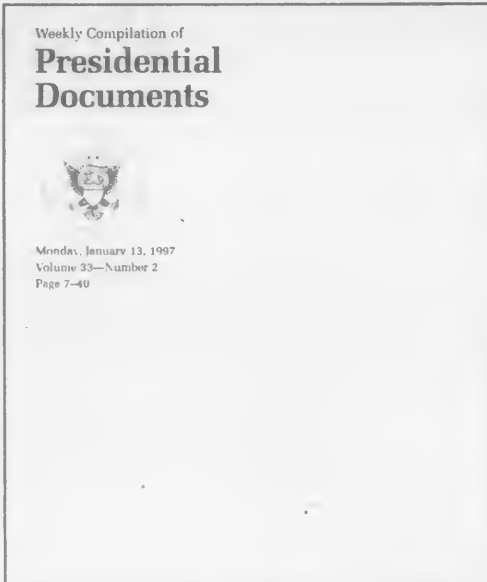 Weekly Compilation of
Presidential
Documents
Monday, January 13, 1997
Volume 33—Number 2
Page 7–40